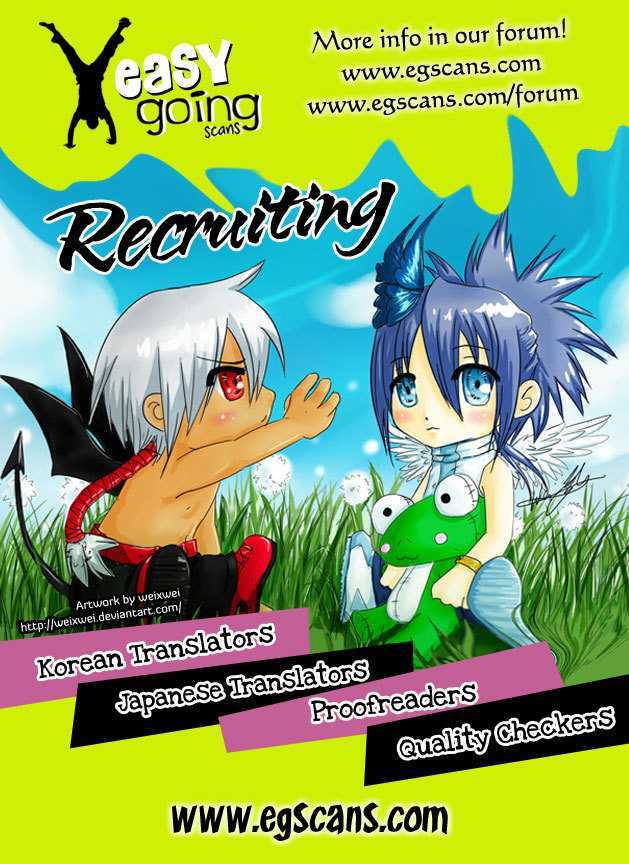 easy
going
scans
More info in our forum!
www.egscans.com
www.egscans.com/forum
Recruiting
Artwork by weixwei
http://weixwei.deviantart.com/
Korean Translators
Japanese Translators
Proofreaders
Quality Checkers
www.egscans.com